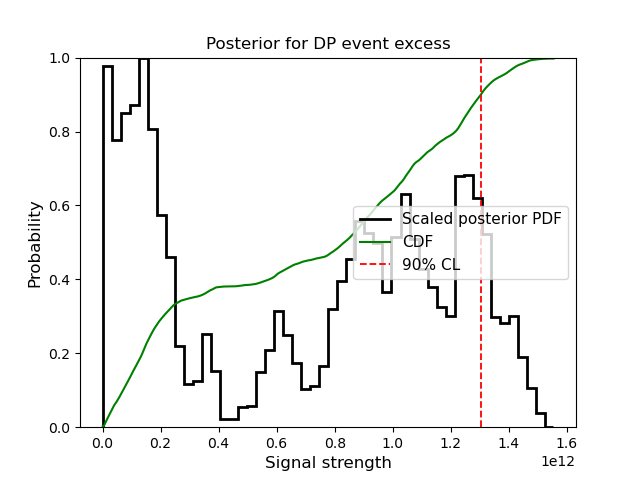 Posterior for DP event excess
Probability
1.0
0.8
0.6
0.4
0.2
0.0
Scaled posterior PDF
CDF
90% CL
0.0 0.2 0.4 0.6 0.8 1.0 1.2 1.4 1.6
1e12
Signal strength